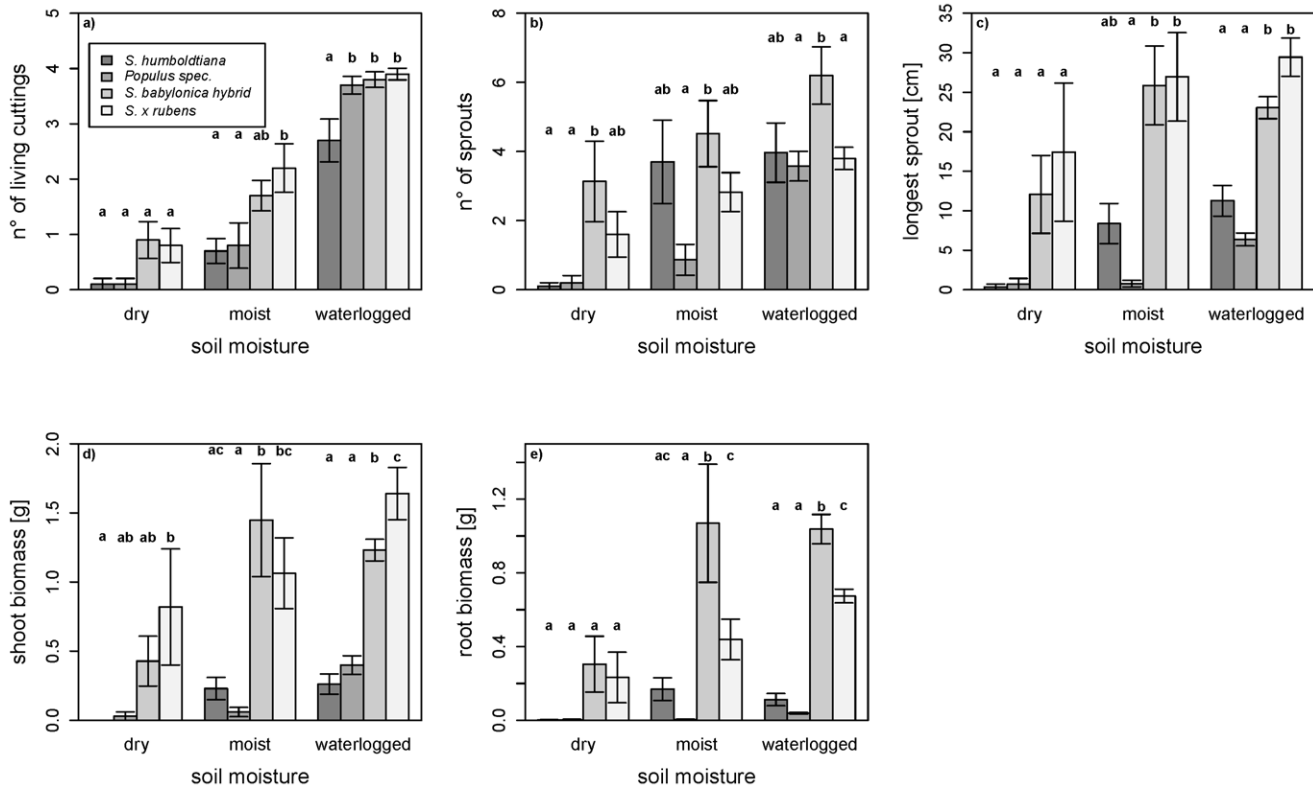 a)
n° of living cuttings
5
4
3
2
1
0
S. humboldtiana
Populus spec.
S. babylonica hybrid
S. x rubens
a a a a
a a ab b
a b b b
dry moist waterlogged
soil moisture
b)
n° of sprouts
8
6
4
2
0
a a b ab
ab a b ab
ab a b a
dry moist waterlogged
soil moisture
c)
longest sprout [cm]
35
30
25
20
15
10
5
0
a a a a
ab a b b
a a b b
dry moist waterlogged
soil moisture
d)
shoot biomass [g]
2.0
1.5
1.0
0.5
0.0
a ab ab b
ac a b bc
a a b c
dry moist waterlogged
soil moisture
e)
root biomass [g]
1.2
0.8
0.4
0.0
a a a a
ac a b c
a a b c
dry moist waterlogged
soil moisture